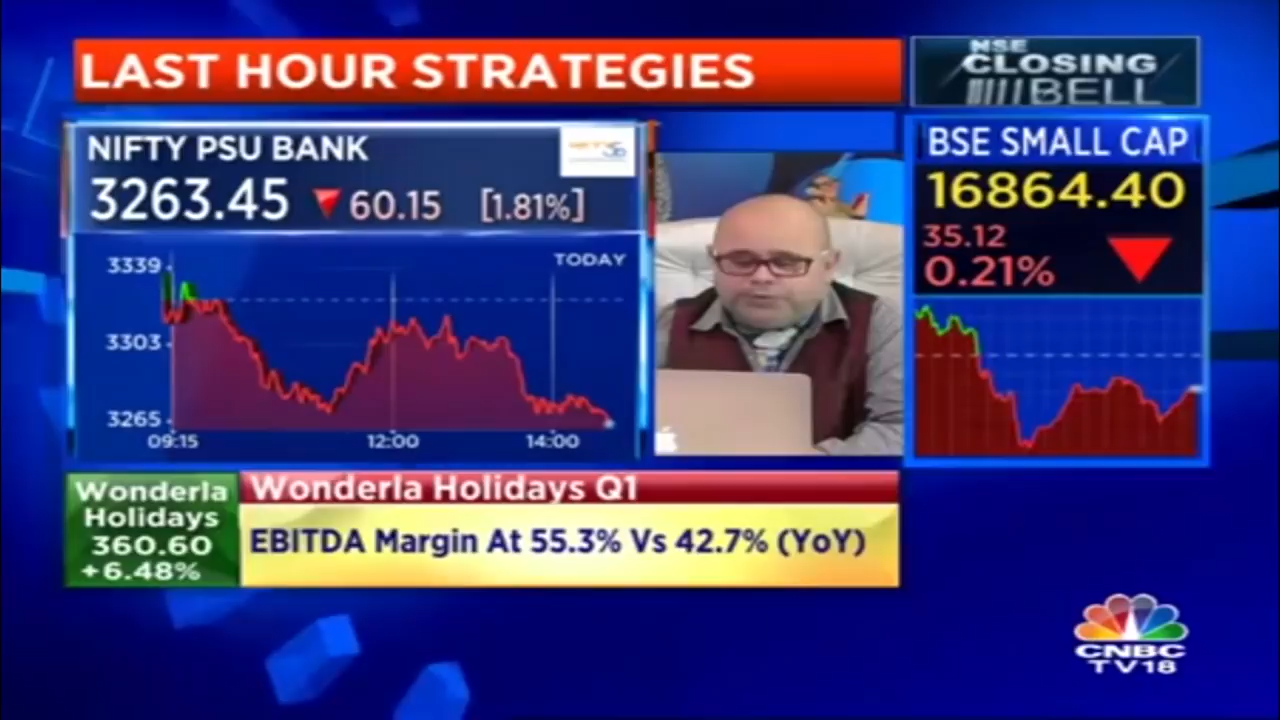 LAST HOUR STRATEGIES
NSE
CLOSING
BELL
NIFTY PSU BANK
3263.45 ▼ 60.15 [1.81%]
TODAY
3339
3303
3265
09:15 12:00 14:00
BSE SMALL CAP
16864.40
35.12
0.21%
Wonderla
Holidays
360.60
+6.48%
Wonderla Holidays Q1
EBITDA Margin At 55.3% Vs 42.7% (YoY)
CNBC
TV18